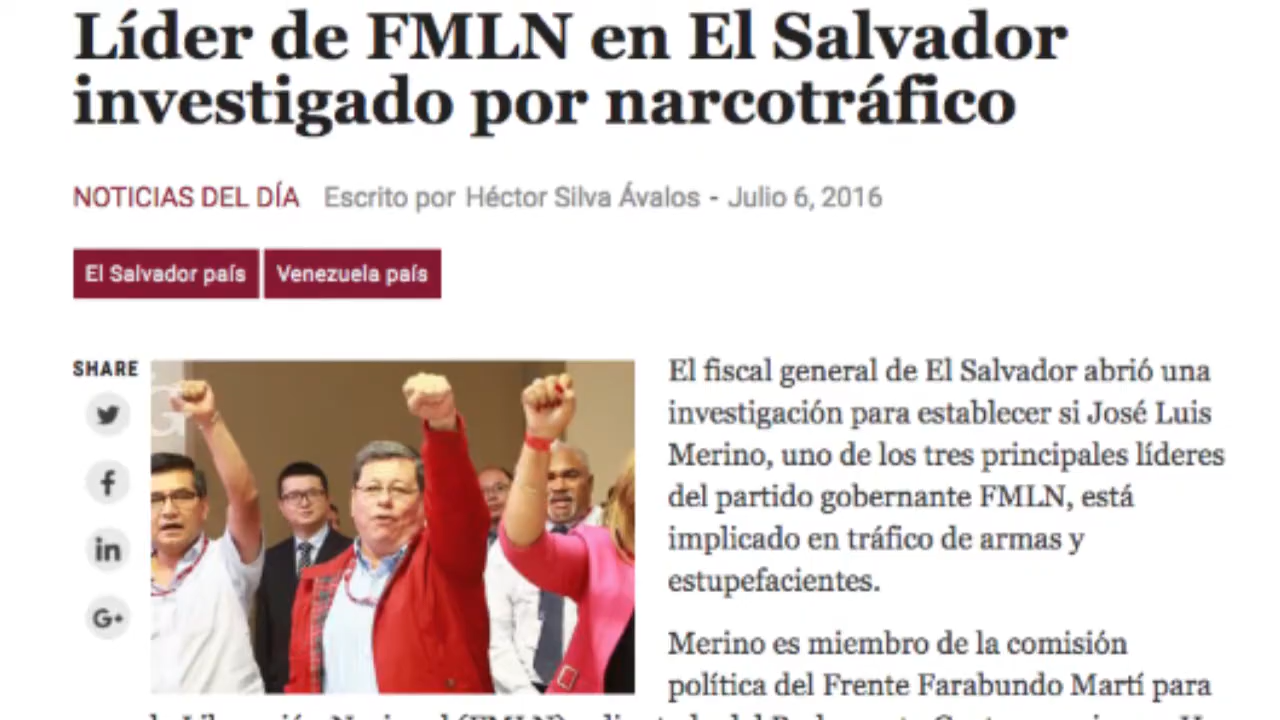 Líder de FMLN en El Salvador
investigado por narcotráfico
NOTICIAS DEL DÍA Escrito por Héctor Silva Ávalos - Julio 6, 2016
El Salvador país Venezuela país
SHARE
El fiscal general de El Salvador abrió una
investigación para establecer si José Luis
Merino, uno de los tres principales líderes
del partido gobernante FMLN, está
implicado en tráfico de armas y
estupefacientes.
Merino es miembro de la comisión
política del Frente Farabundo Martí para